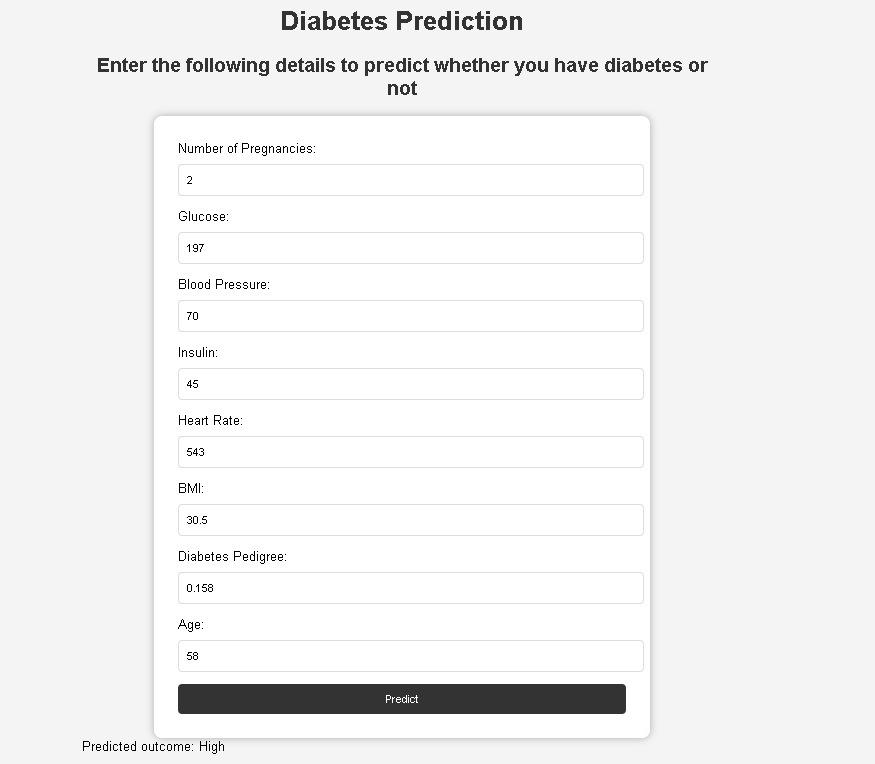 Diabetes Prediction
Enter the following details to predict whether you have diabetes or
not
Number of Pregnancies:
2
Glucose:
197
Blood Pressure:
70
Insulin:
45
Heart Rate:
543
BMI:
30.5
Diabetes Pedigree:
0.158
Age:
58
Predict
Predicted outcome: High